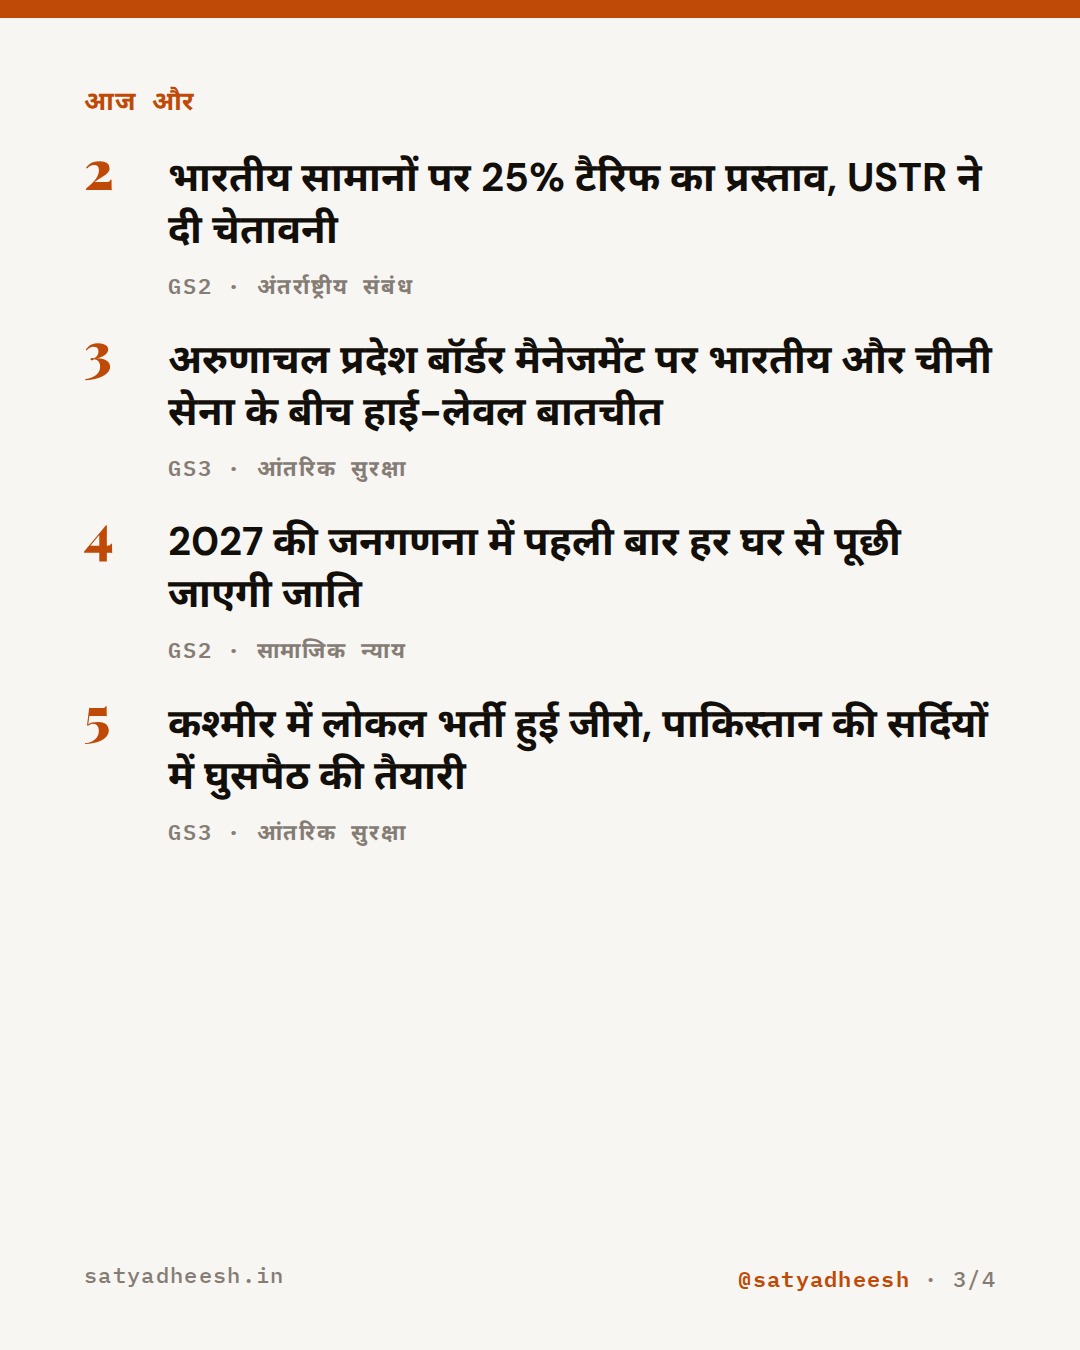 आज और
2 भारतीय सामानों पर 25% टैरिफ का प्रस्ताव, USTR ने
दी चेतावनी
GS2 · अंतर्राष्ट्रीय संबंध
3 अरुणाचल प्रदेश बॉर्डर मैनेजमेंट पर भारतीय और चीनी
सेना के बीच हाई-लेवल बातचीत
GS3 · आंतरिक सुरक्षा
4 2027 की जनगणना में पहली बार हर घर से पूछी
जाएगी जाति
GS2 · सामाजिक न्याय
5 कश्मीर में लोकल भर्ती हुई जीरो, पाकिस्तान की सर्दियों
में घुसपैठ की तैयारी
GS3 · आंतरिक सुरक्षा
satyadheesh.in
@satyadheesh · 3/4